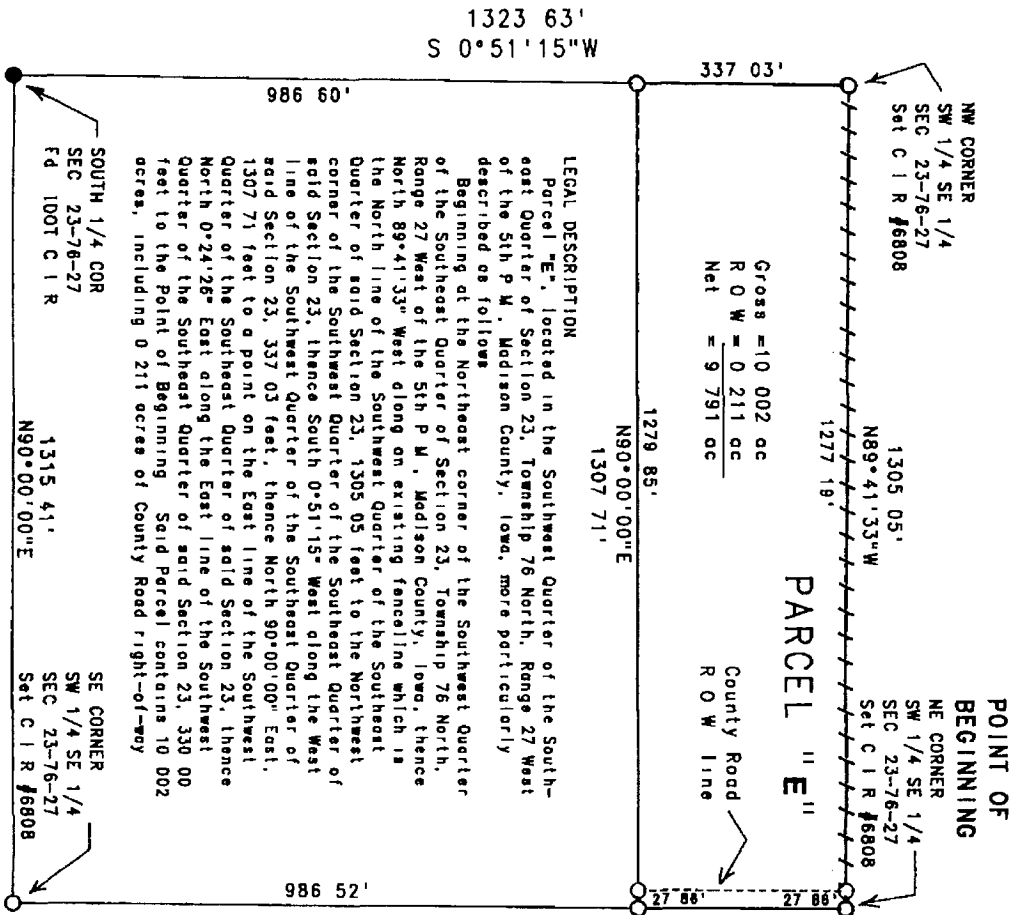 1323 63'
S 0°51'15"W
337 03'
986 60'
NW CORNER
SW 1/4 SE 1/4
SEC 23-76-27
Set C I R #6808
1305 05'
N89°41'33"W
1277 19'
POINT OF
BEGINNING
NE CORNER
SW 1/4 SE 1/4
SEC 23-76-27
Set C I R #6808
PARCEL "E"
Gross =10 002 ac
R O W = 0 211 ac
Net = 9 791 ac
County Road
R O W line
27 86'
27 86'
1279 85'
N90°00'00"E
1307 71'
LEGAL DESCRIPTION
Parcel "E", located in the Southwest Quarter of the South-
east Quarter of Section 23, Township 76 North, Range 27 West
of the 5th P M , Madison County, Iowa, more particularly
described as follows
Beginning at the Northeast corner of the Southwest Quarter
of the Southeast Quarter of Section 23, Township 76 North,
Range 27 West of the 5th P M , Madison County, Iowa, thence
North 89°41'33" West along an existing fenceline which is
the North line of the Southwest Quarter of the Southeast
Quarter of said Section 23, 1305 05 feet to the Northwest
corner of the Southwest Quarter of the Southeast Quarter of
said Section 23, thence South 0°51'15" West along the West
line of the Southwest Quarter of the Southeast Quarter of
said Section 23, 337 03 feet, thence North 90°00'00" East,
1307 71 feet to a point on the East line of the Southwest
Quarter of the Southeast Quarter of said Section 23, thence
North 0°24'26" East along the East line of the Southwest
Quarter of the Southeast Quarter of said Section 23, 330 00
feet to the Point of Beginning Said Parcel contains 10 002
acres, including 0 211 acres of County Road right-of-way
986 52'
SOUTH 1/4 COR
SEC 23-76-27
Fd IDOT C I R
1315 41'
N90°00'00"E
SE CORNER
SW 1/4 SE 1/4
SEC 23-76-27
Set C I R #6808